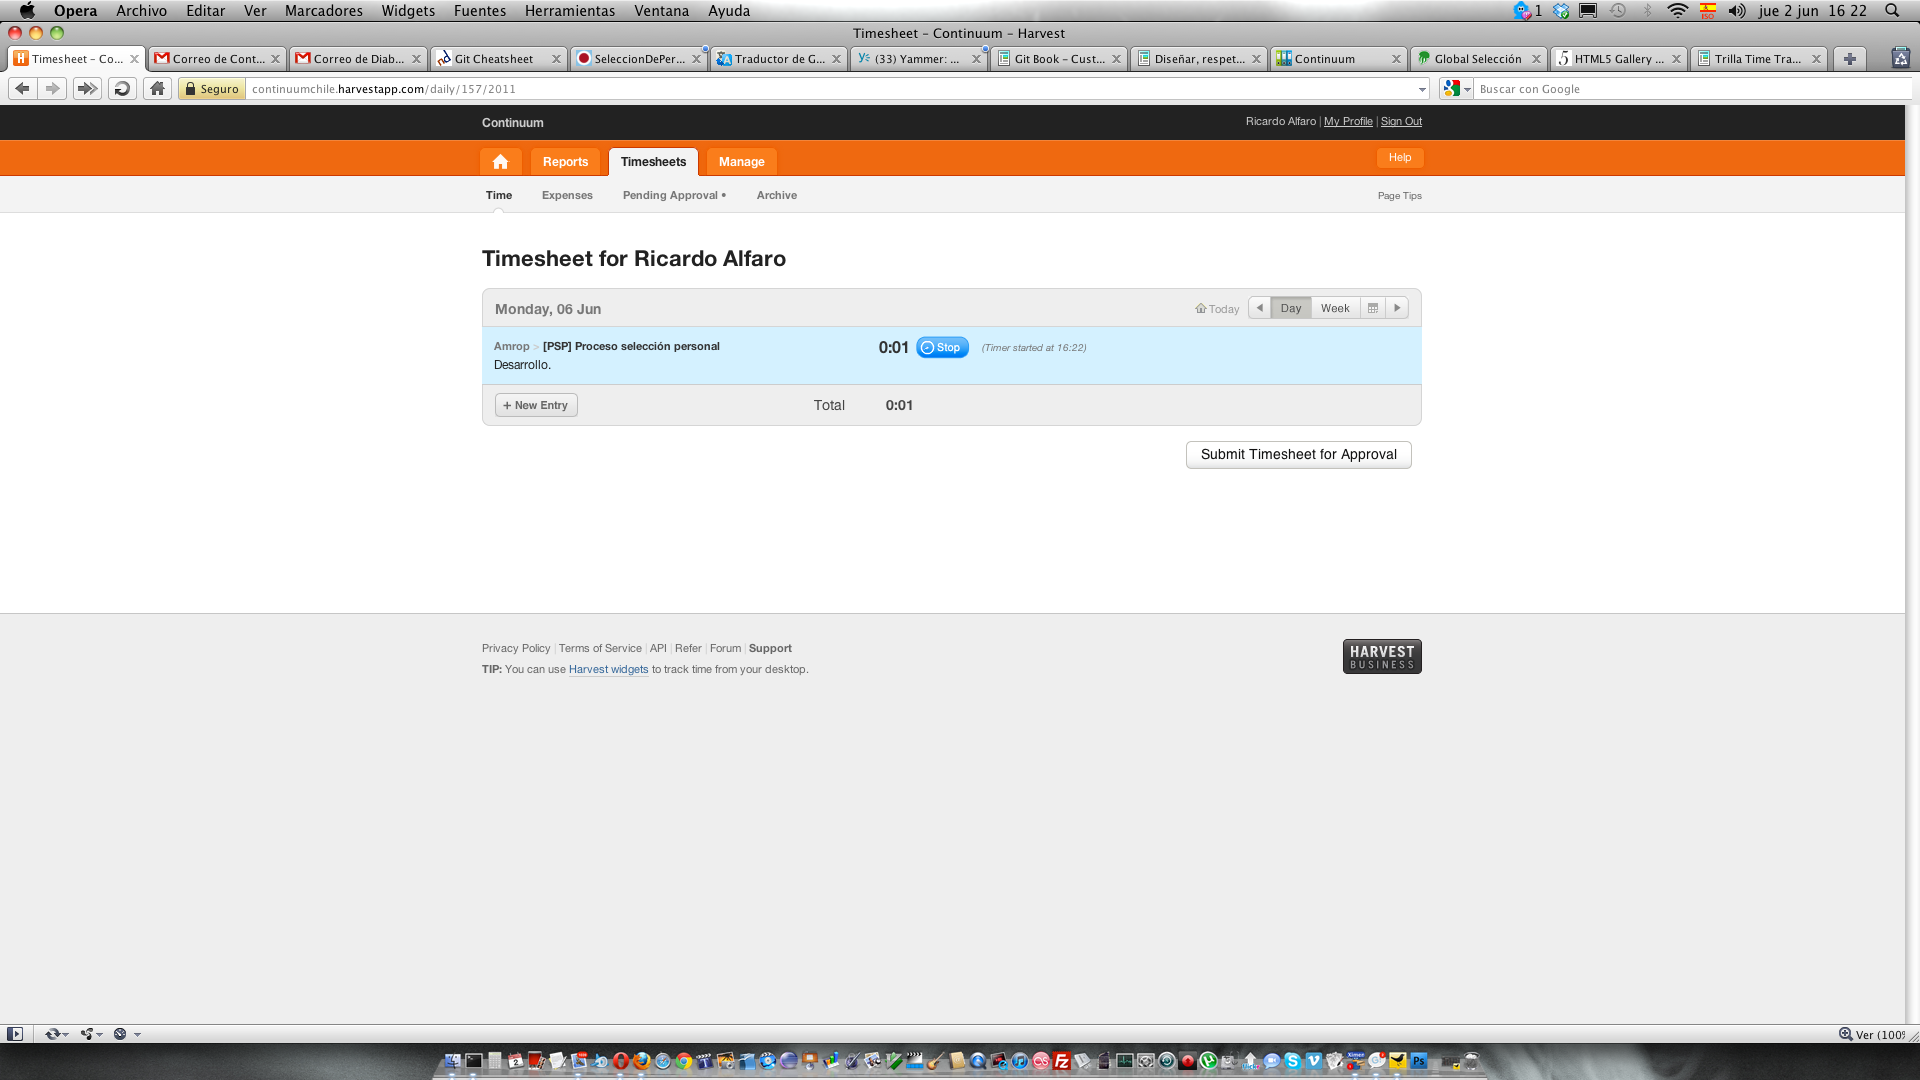 Opera Archivo Editar Ver Marcadores Widgets Fuentes Herramientas Ventana Ayuda 1 ISO jue 2 jun 16 22
Timesheet – Continuum – Harvest
Timesheet – Co... Correo de Cont... Correo de Diab... Git Cheatsheet SeleccionDePer... Traductor de G... (33) Yammer: ... Git Book – Cust... Diseñar, respet... Continuum Global Selección HTML5 Gallery ... Trilla Time Tra...
Seguro continuumchile.harvestapp.com/daily/157/2011 Buscar con Google
Continuum Ricardo Alfaro | My Profile | Sign Out
Reports Timesheets Manage Help
Time Expenses Pending Approval • Archive Page Tips
Timesheet for Ricardo Alfaro
Monday, 06 Jun Today Day Week
Amrop > [PSP] Proceso selección personal 0:01 Stop (Timer started at 16:22)
Desarrollo.
+ New Entry Total 0:01
Submit Timesheet for Approval
Privacy Policy | Terms of Service | API | Refer | Forum | Support
HARVEST
BUSINESS
TIP: You can use Harvest widgets to track time from your desktop.
Ver (100%